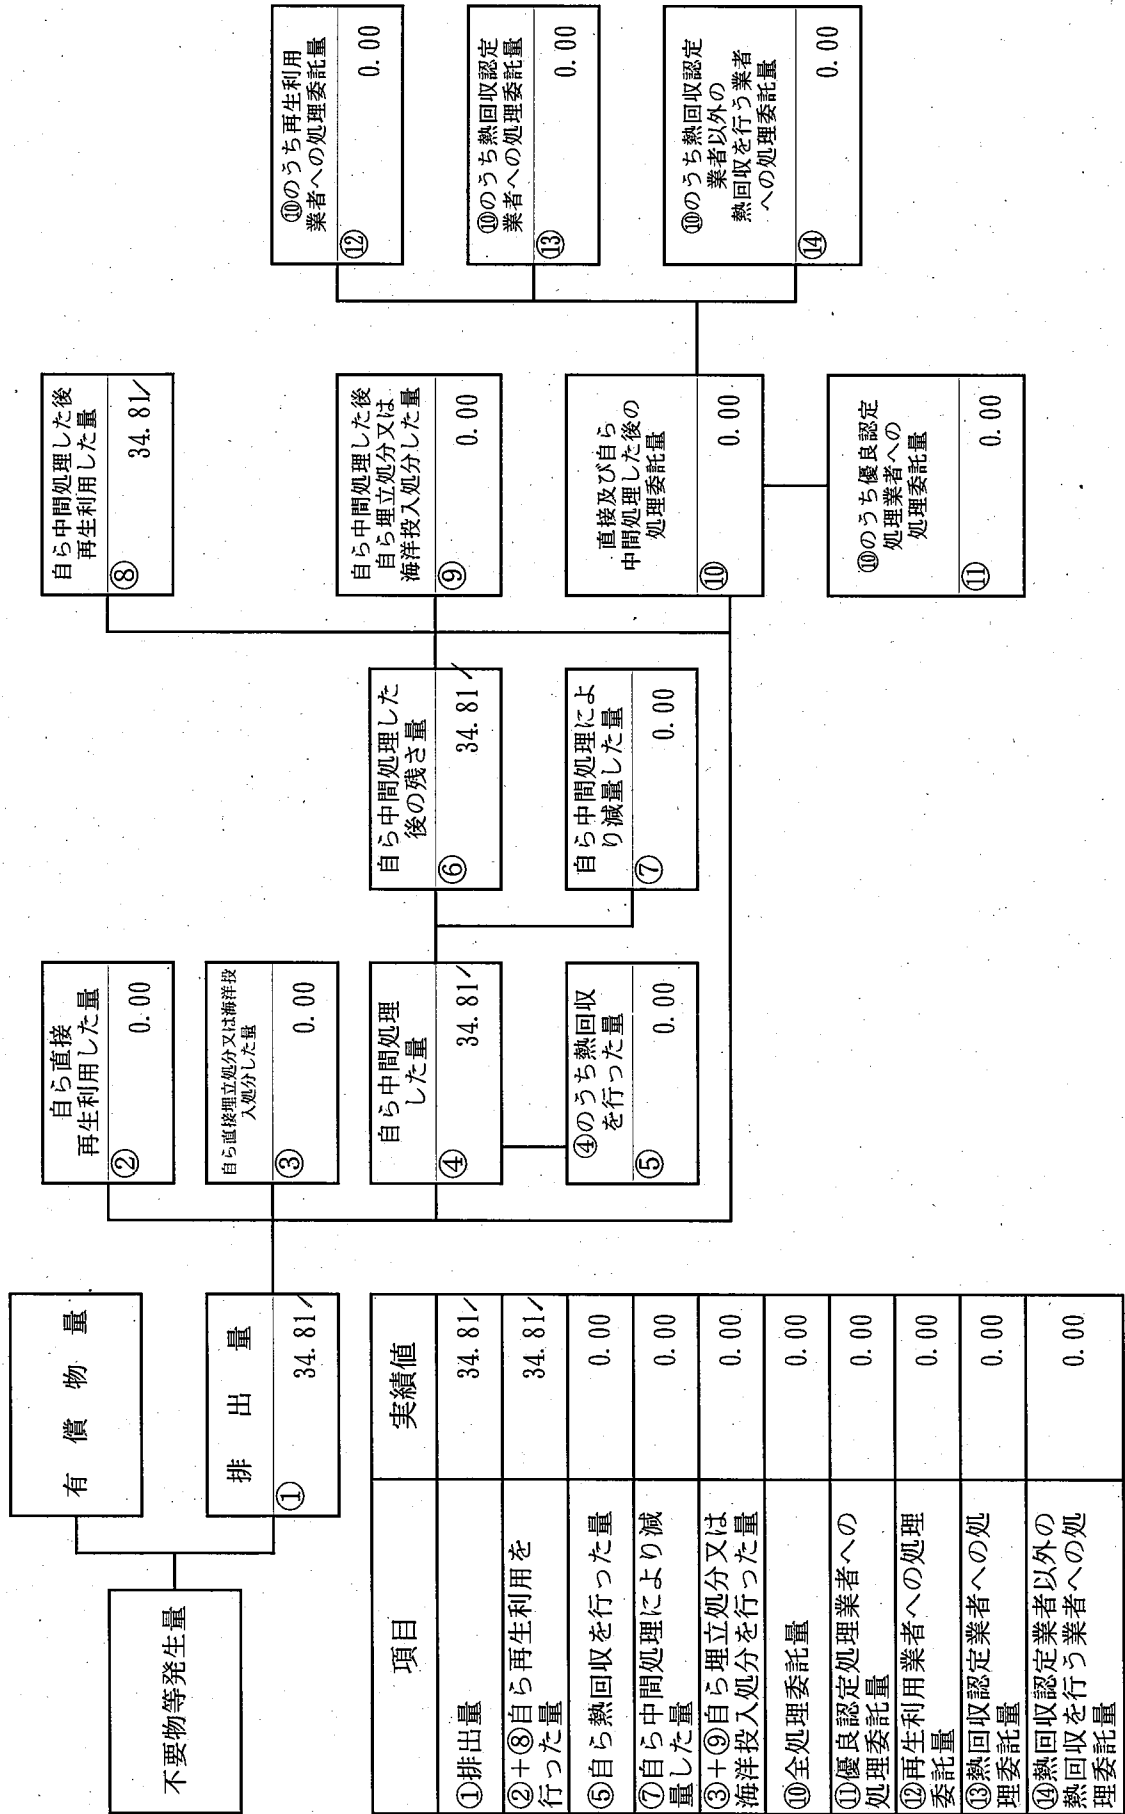 不要物等発生量
有償物量
排出量
① 34.81
自ら直接
再生利用した量
② 0.00
自ら直接埋立処分又は海洋投
入処分した量
③ 0.00
自ら中間処理
した量
④ 34.81
④のうち熱回収
を行った量
⑤ 0.00
自ら中間処理した
後の残さ量
⑥ 34.81
自ら中間処理によ
り減量した量
⑦ 0.00
自ら中間処理した後
再生利用した量
⑧ 34.81
自ら中間処理した後
自ら埋立処分又は
海洋投入処分した量
⑨ 0.00
直接及び自ら
中間処理した後の
処理委託量
⑩ 0.00
⑩のうち優良認定
処理業者への
処理委託量
⑪ 0.00
⑩のうち再生利用
業者への処理委託量
⑫ 0.00
⑩のうち熱回収認定
業者への処理委託量
⑬ 0.00
⑩のうち熱回収認定
業者以外の
熱回収を行う業者
への処理委託量
⑭ 0.00
項目 実績値
①排出量 34.81
②+⑧自ら再生利用を
行った量 34.81
⑤自ら熱回収を行った量 0.00
⑦自ら中間処理により減
量した量 0.00
③+⑨自ら埋立処分又は
海洋投入処分を行った量 0.00
⑩全処理委託量 0.00
⑪優良認定処理業者への
処理委託量 0.00
⑫再生利用業者への処理
委託量 0.00
⑬熱回収認定業者への処
理委託量 0.00
⑭熱回収認定業者以外の
熱回収を行う業者への処
理委託量 0.00